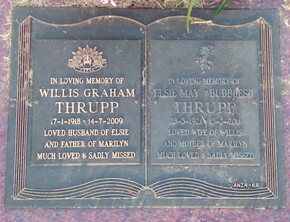 IN LOVING MEMORY OF
WILLIS GRAHAM
THRUPP
17-1-1918 - 14-7-2009
LOVED HUSBAND OF ELSIE
AND FATHER OF MARILYN
MUCH LOVED & SADLY MISSED
IN LOVING MEMORY OF
ELSIE MAY "BUBBLES"
THRUPP
LOVED WIFE OF WILLIS
AND MOTHER OF MARILYN
MUCH LOVED & SADLY MISSED